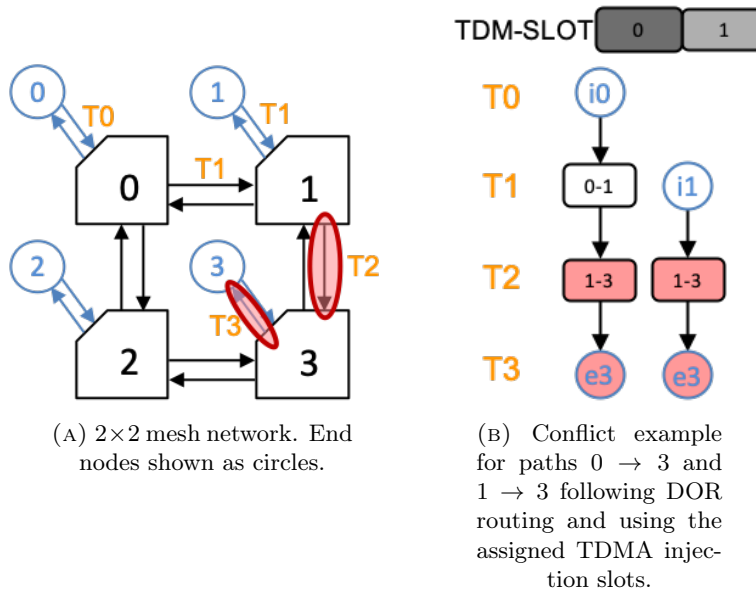 TDM-SLOT 0 1
0 T0 1 T1
0 T1 1
2 3 T2
T3
2 3
(A) 2×2 mesh network. End
nodes shown as circles.
T0 i0
T1 0-1 i1
T2 1-3 1-3
T3 e3 e3
(B) Conflict example
for paths 0 → 3 and
1 → 3 following DOR
routing and using the
assigned TDMA injec-
tion slots.